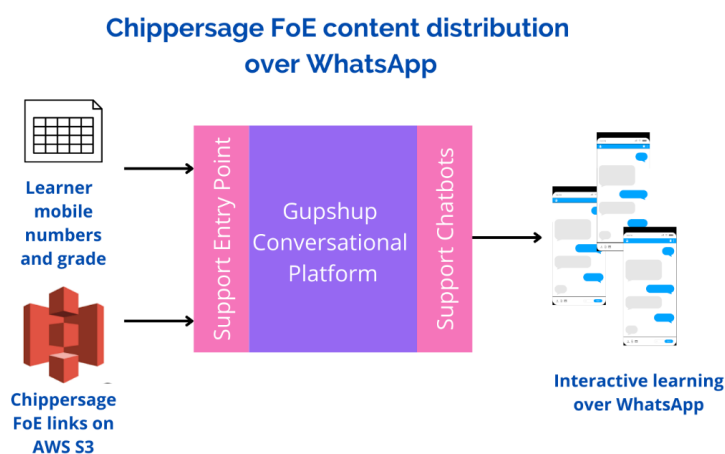 Chippersage FoE content distribution
over WhatsApp
Learner
mobile
numbers
and grade
Chippersage
FoE links on
AWS S3
Support Entry Point
Gupshup
Conversational
Platform
Support Chatbots
Interactive learning
over WhatsApp